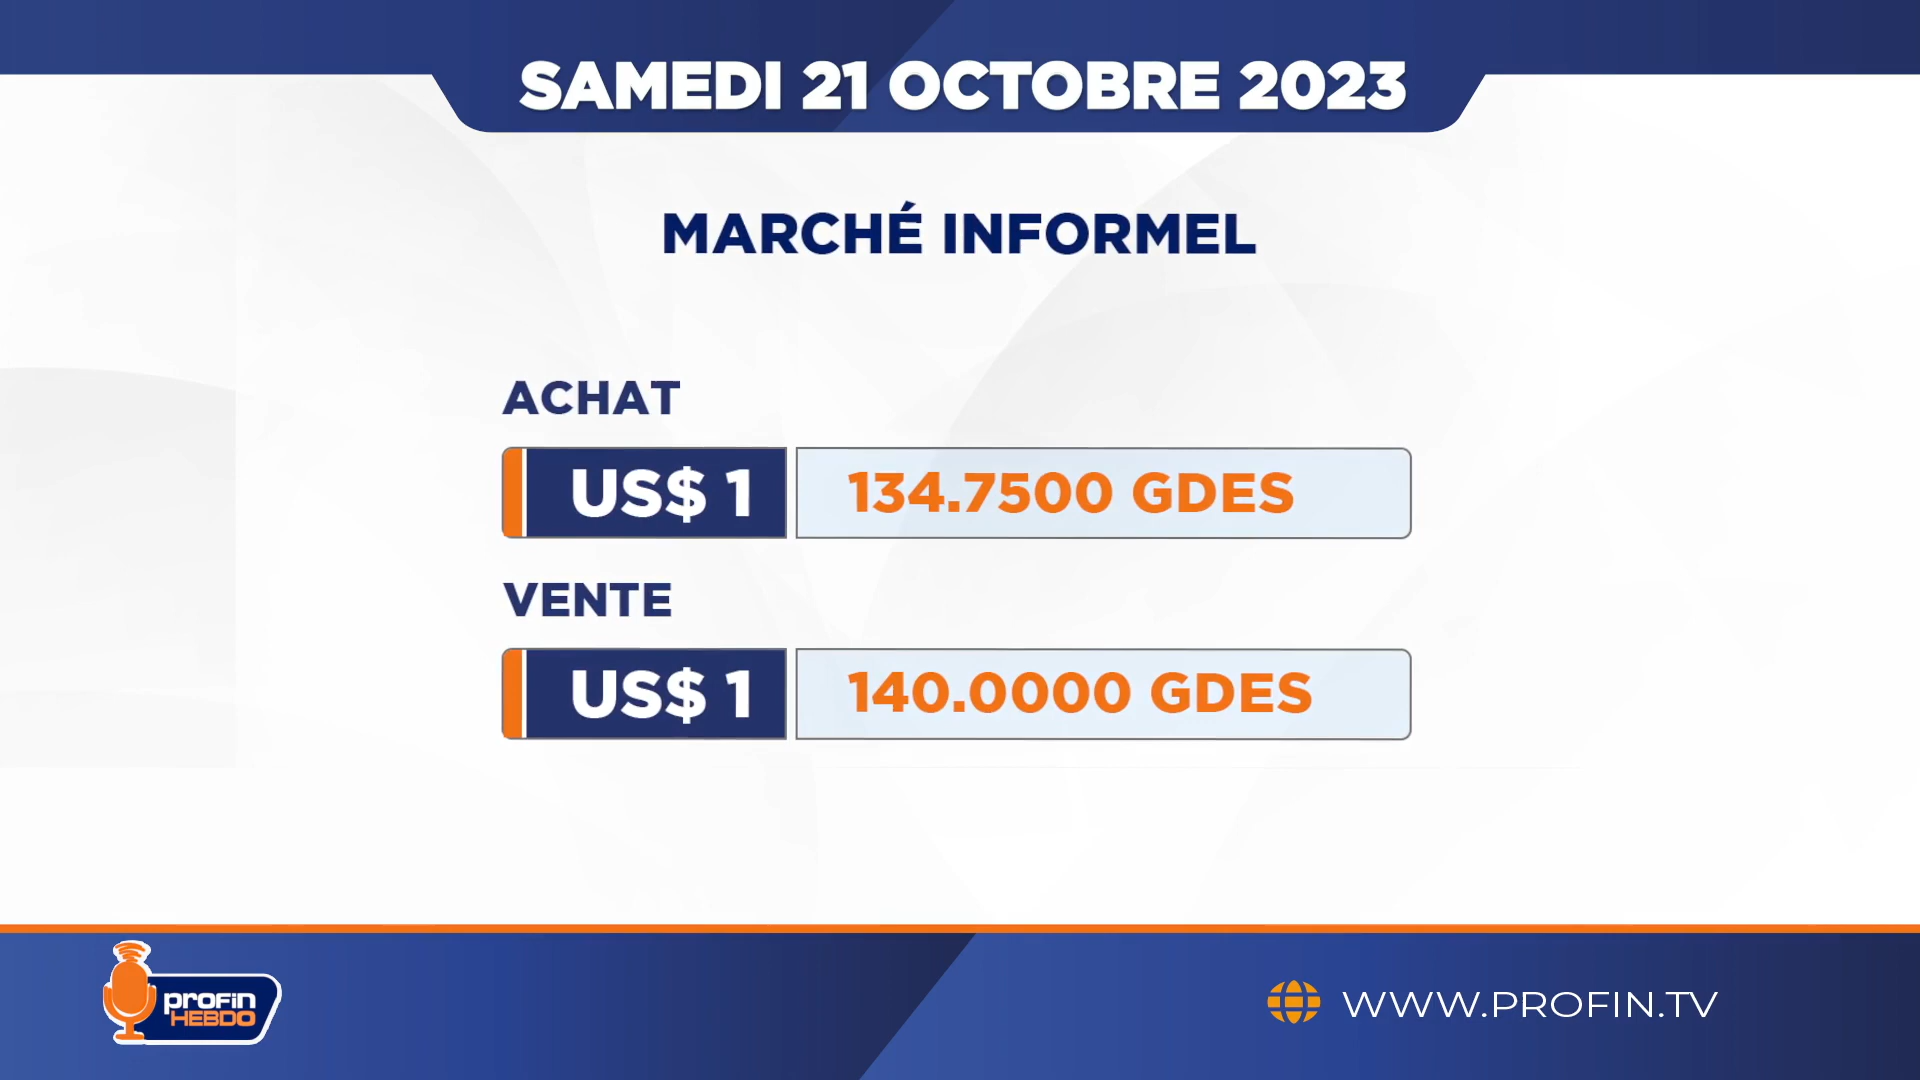 SAMEDI 21 OCTOBRE 2023
MARCHÉ INFORMEL
ACHAT
US$ 1 134.7500 GDES
VENTE
US$ 1 140.0000 GDES
profin
HEBDO
WWW.PROFIN.TV